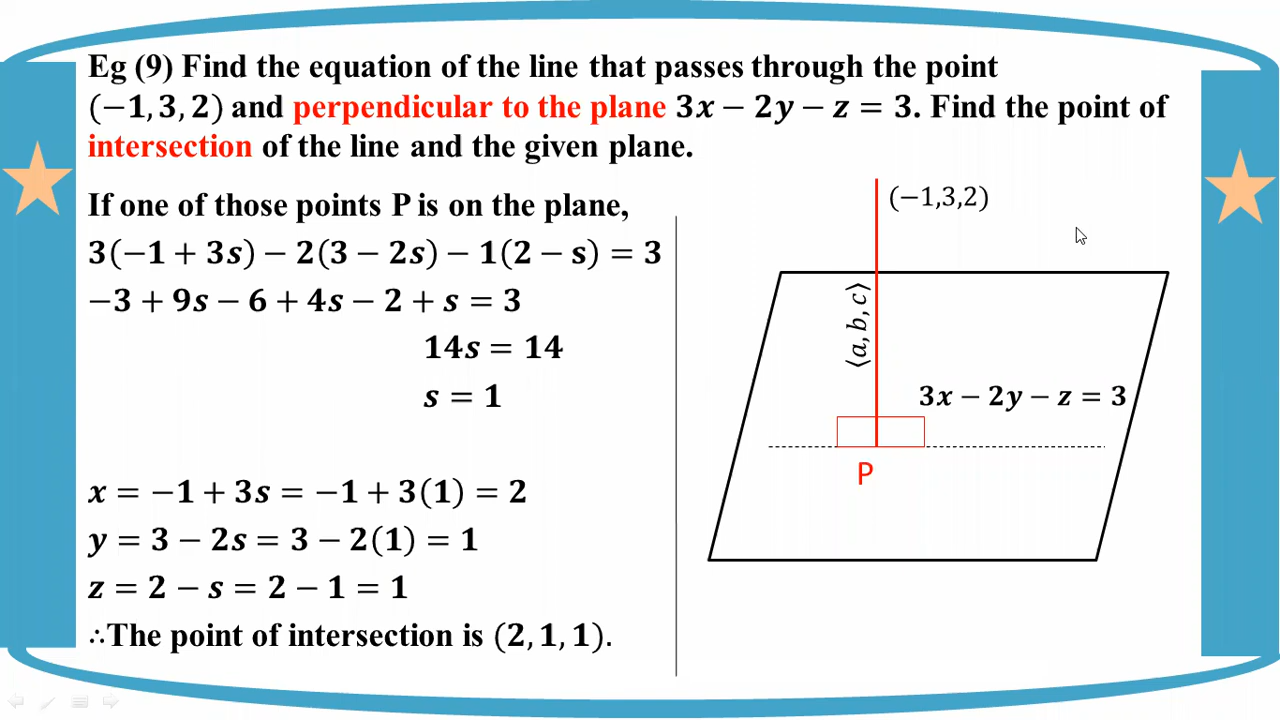 Eg (9) Find the equation of the line that passes through the point
(−1, 3, 2) and perpendicular to the plane 3x − 2y − z = 3. Find the point of
intersection of the line and the given plane.
If one of those points P is on the plane,
3(−1 + 3s) − 2(3 − 2s) − 1(2 − s) = 3
−3 + 9s − 6 + 4s − 2 + s = 3
14s = 14
s = 1
x = −1 + 3s = −1 + 3(1) = 2
y = 3 − 2s = 3 − 2(1) = 1
z = 2 − s = 2 − 1 = 1
∴The point of intersection is (2, 1, 1).
(−1,3,2)
⟨a, b, c⟩
3x − 2y − z = 3
P